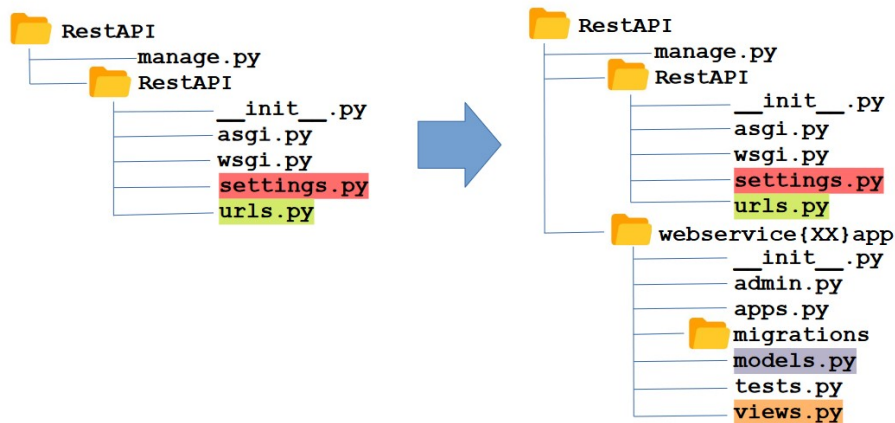 RestAPI
manage.py
RestAPI
__init__.py
asgi.py
wsgi.py
settings.py
urls.py
RestAPI
manage.py
RestAPI
__init__.py
asgi.py
wsgi.py
settings.py
urls.py
webservice{XX}app
__init__.py
admin.py
apps.py
migrations
models.py
tests.py
views.py